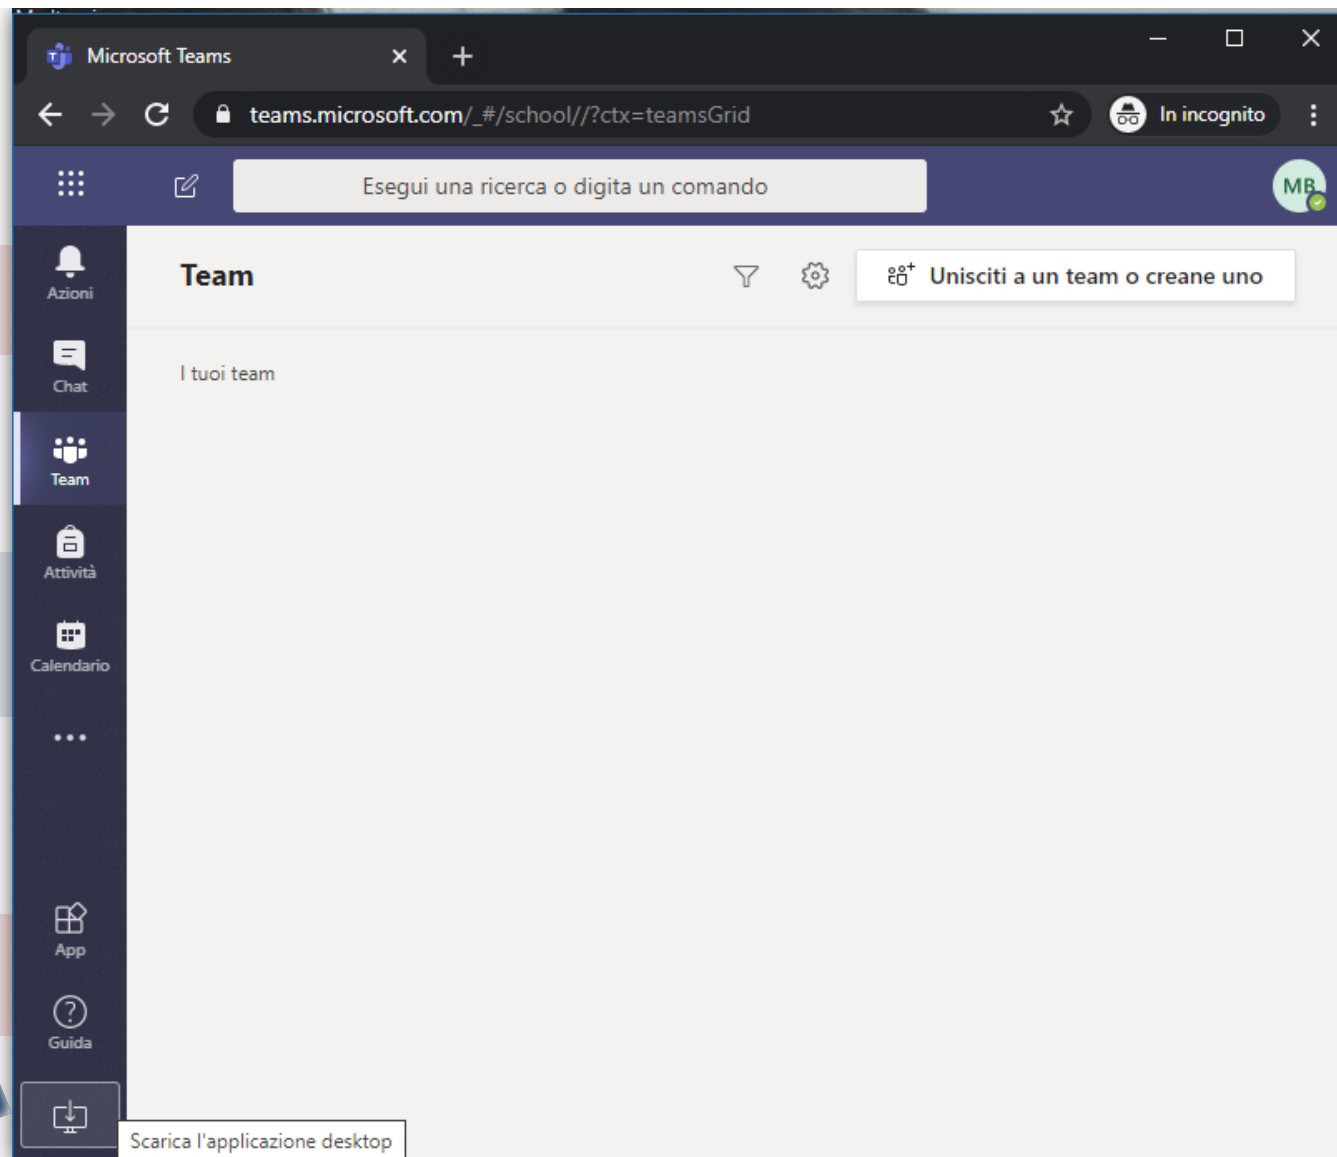 Microsoft Teams
teams.microsoft.com/_#/school//?ctx=teamsGrid
In incognito
Esegui una ricerca o digita un comando
MB
Azioni
Team
Unisciti a un team o creane uno
Chat
I tuoi team
Team
Attività
Calendario
App
Guida
Scarica l'applicazione desktop